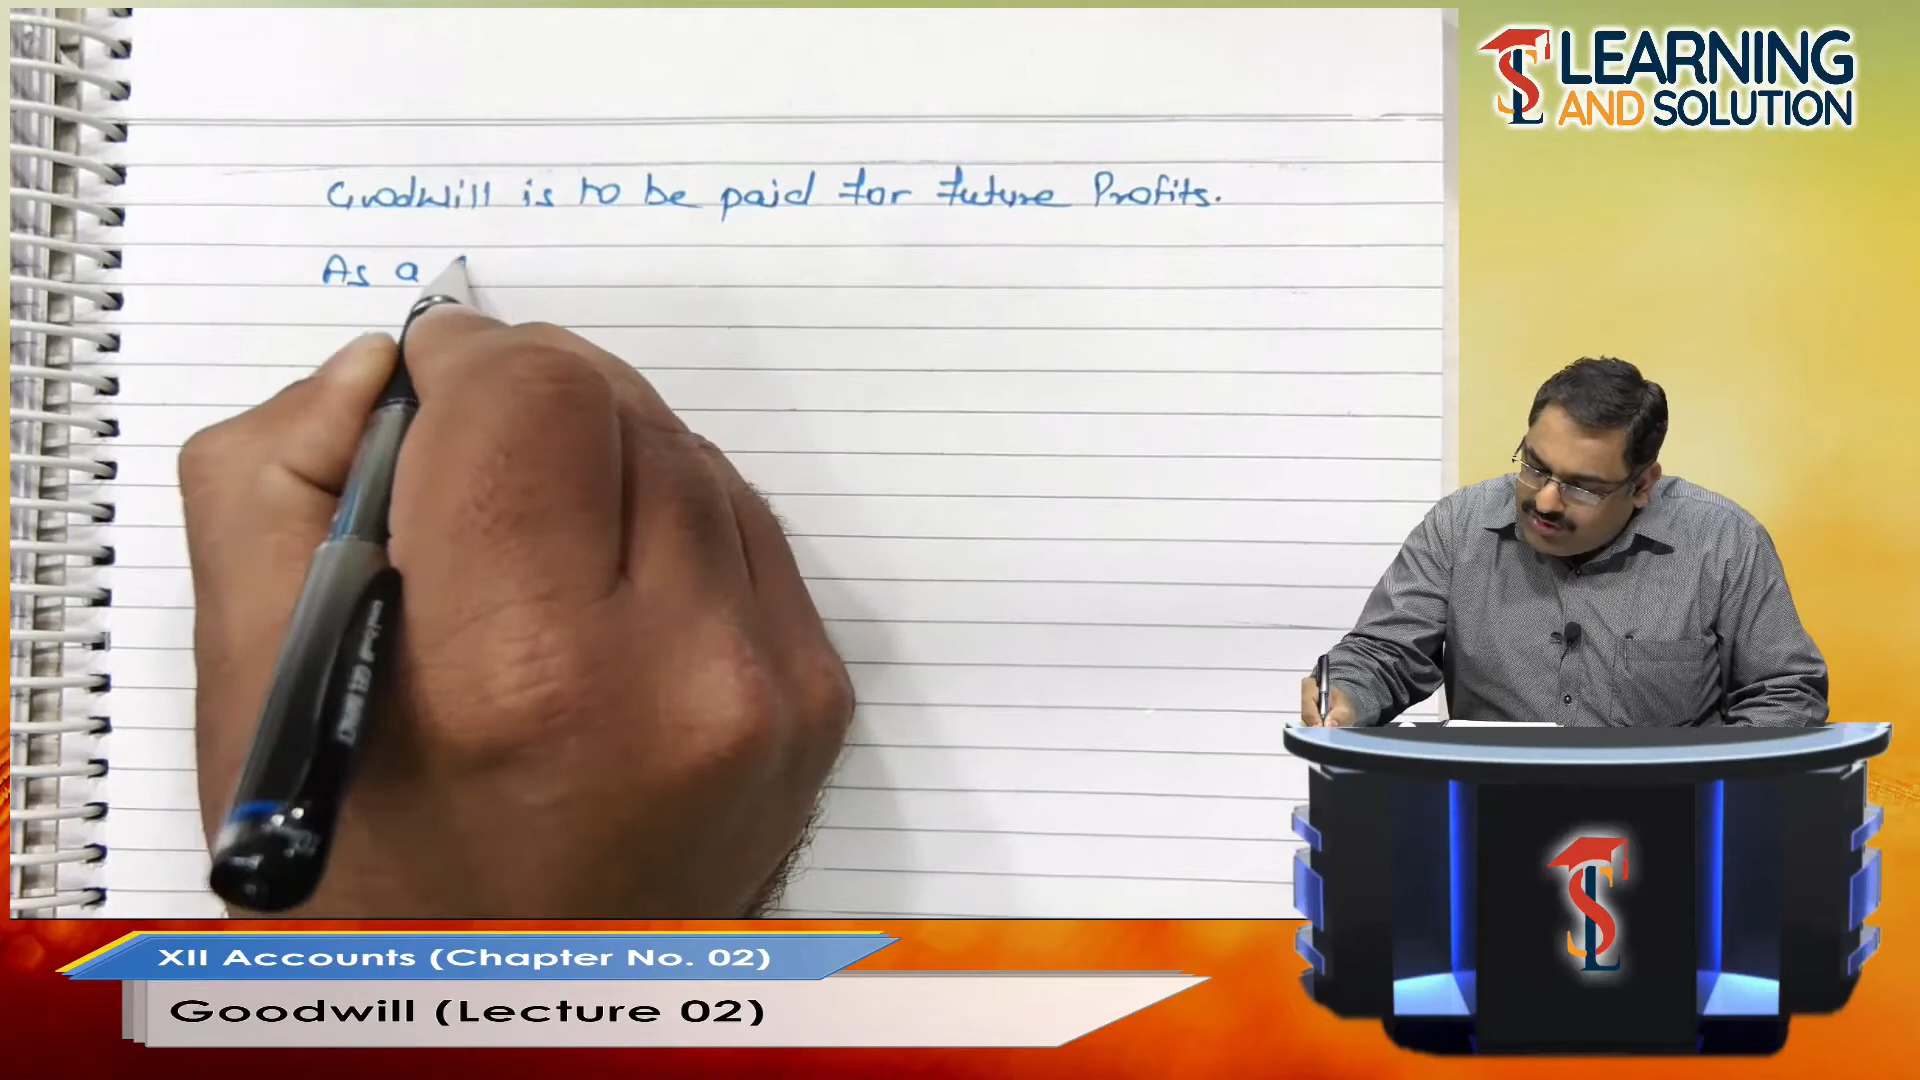 LEARNING
AND SOLUTION
Goodwill is to be paid for future Profits.
As a
XII Accounts (Chapter No. 02)
Goodwill (Lecture 02)